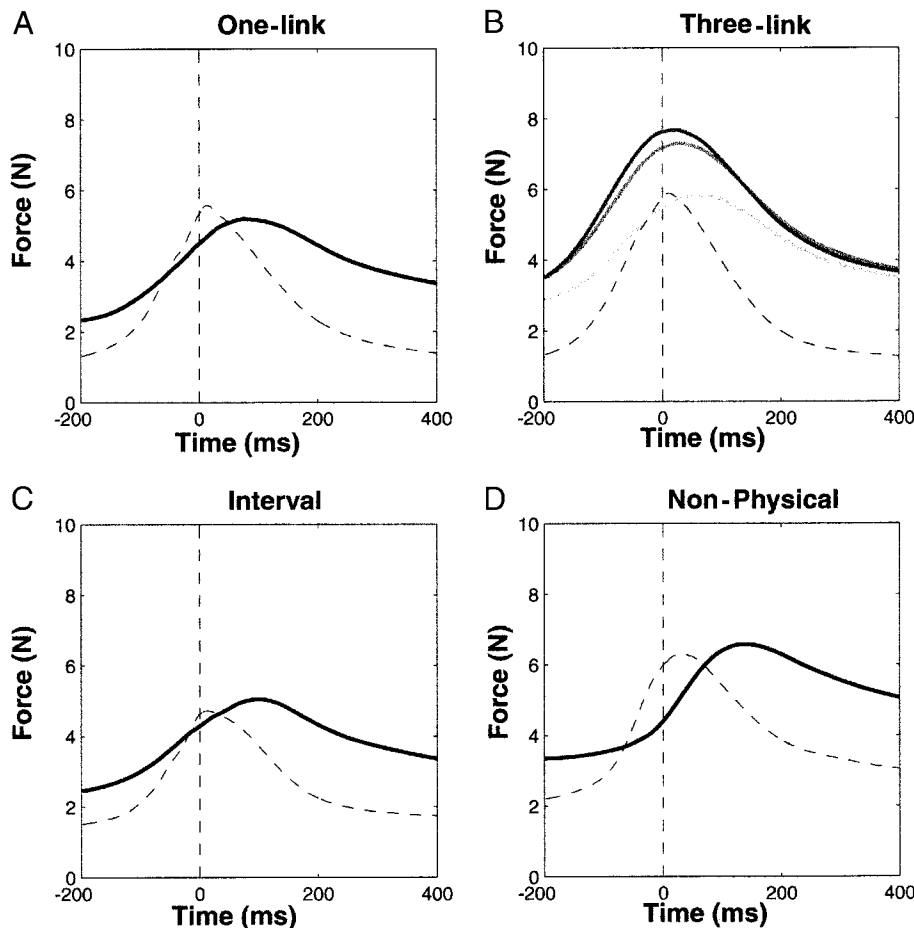 A
One-link
10
8
6
4
2
0
Force (N)
-200
0
200
400
Time (ms)
B
Three-link
10
8
6
4
2
0
Force (N)
-200
0
200
400
Time (ms)
C
Interval
10
8
6
4
2
0
Force (N)
-200
0
200
400
Time (ms)
D
Non-Physical
10
8
6
4
2
0
Force (N)
-200
0
200
400
Time (ms)